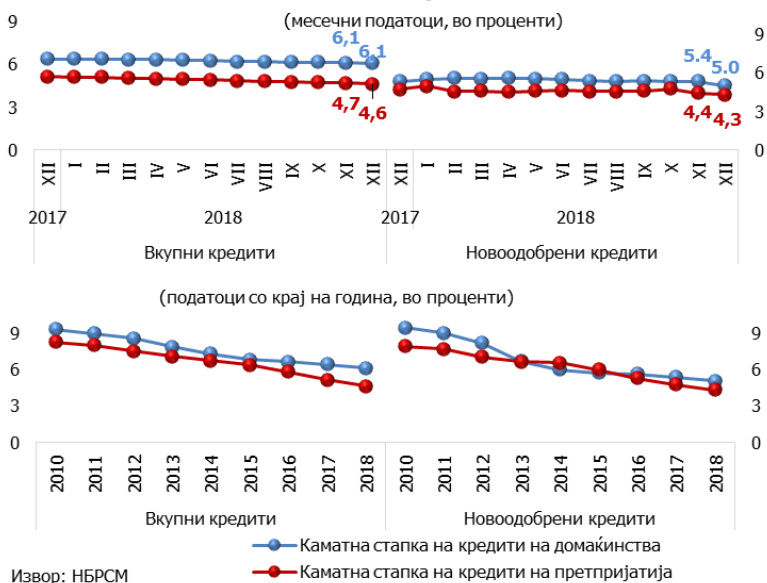 (месечни податоци, во проценти)
9
6
3
0
6,1
6,1
4,7
4,6
5.4
5.0
4,4
4,3
9
6
3
0
XII I II III IV V VI VII VIII IX X XI XII
XII I II III IV V VI VII VIII IX X XI XII
2017 2018 2017 2018
Вкупни кредити Новоодобрени кредити
(податоци со крај на година, во проценти)
9
6
3
0
9
6
3
0
2010 2011 2012 2013 2014 2015 2016 2017 2018
2010 2011 2012 2013 2014 2015 2016 2017 2018
Вкупни кредити Новоодобрени кредити
Каматна стапка на кредити на домаќинства
Каматна стапка на кредити на претпријатија
Извор: НБРСМ